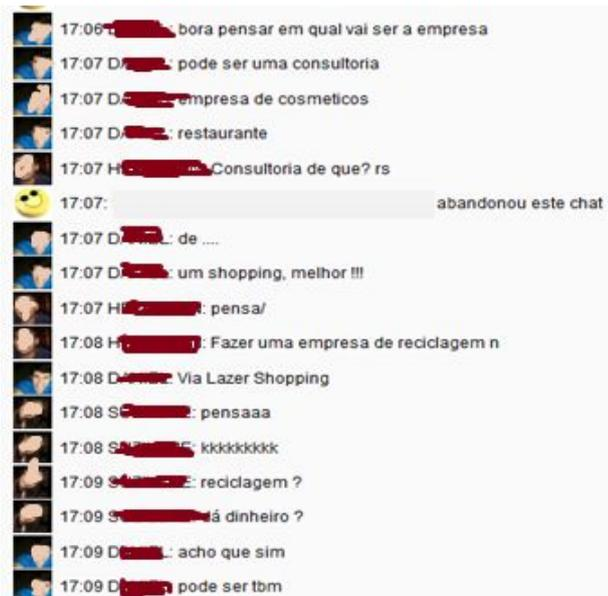 17:06 bora pensar em qual vai ser a empresa
17:07 D : pode ser uma consultoria
17:07 D empresa de cosmeticos
17:07 D : restaurante
17:07 H Consultoria de que? rs
17:07: abandonou este chat
17:07 D : de ....
17:07 D : um shopping, melhor !!!
17:07 H : pensa/
17:08 H : Fazer uma empresa de reciclagem n
17:08 D : Via Lazer Shopping
17:08 S : pensaaa
17:08 S : kkkkkkkkk
17:09 S : reciclagem ?
17:09 S dá dinheiro ?
17:09 D L: acho que sim
17:09 D pode ser tbm